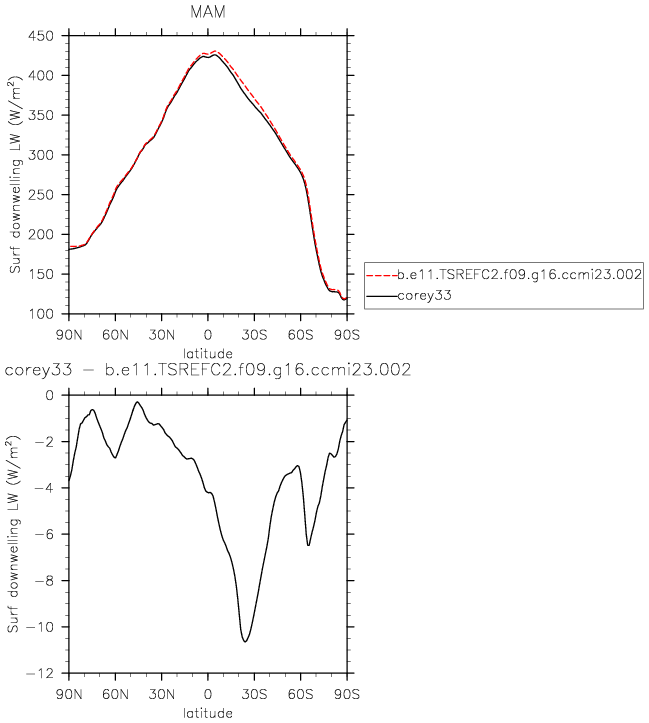 MAM
Surf downwelling LW (W/m²)
450
400
350
300
250
200
150
100
90N 60N 30N 0 30S 60S 90S
latitude
b.e11.TSREFC2.f09.g16.ccmi23.002
corey33
corey33 − b.e11.TSREFC2.f09.g16.ccmi23.002
Surf downwelling LW (W/m²)
0
−2
−4
−6
−8
−10
−12
90N 60N 30N 0 30S 60S 90S
latitude